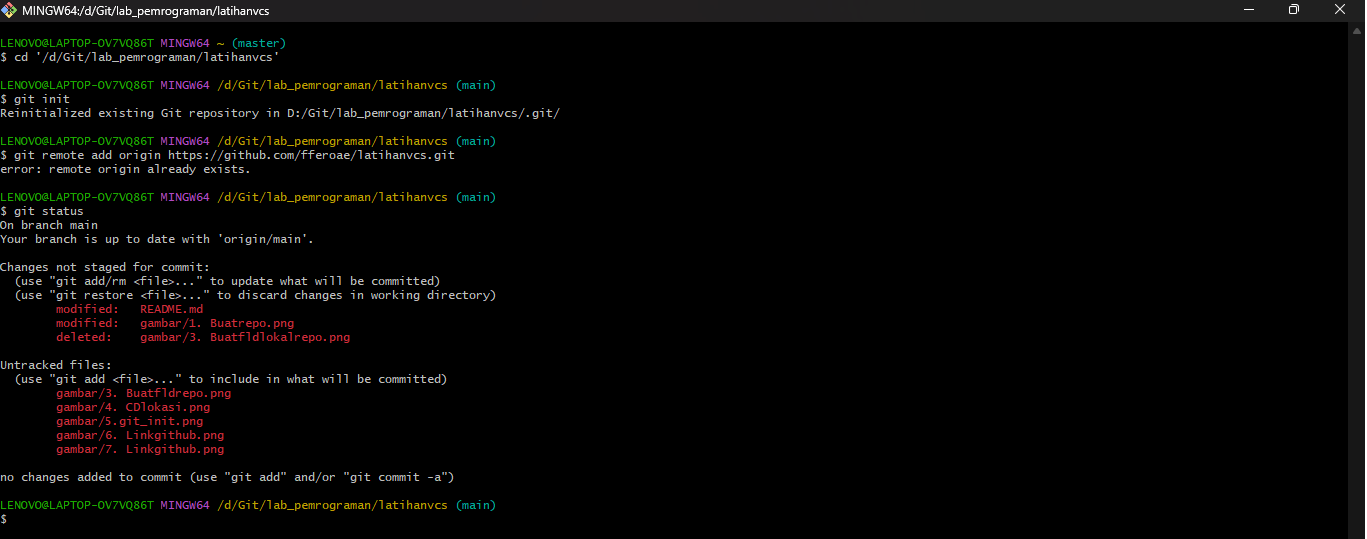 MINGW64:/d/Git/lab_pemrograman/latihanvcs
LENOVO@LAPTOP-OV7VQ86T MINGW64 ~ (master)
$ cd '/d/Git/lab_pemrograman/latihanvcs'
LENOVO@LAPTOP-OV7VQ86T MINGW64 /d/Git/lab_pemrograman/latihanvcs (main)
$ git init
Reinitialized existing Git repository in D:/Git/lab_pemrograman/latihanvcs/.git/
LENOVO@LAPTOP-OV7VQ86T MINGW64 /d/Git/lab_pemrograman/latihanvcs (main)
$ git remote add origin https://github.com/fferoae/latihanvcs.git
error: remote origin already exists.
LENOVO@LAPTOP-OV7VQ86T MINGW64 /d/Git/lab_pemrograman/latihanvcs (main)
$ git status
On branch main
Your branch is up to date with 'origin/main'.
Changes not staged for commit:
  (use "git add/rm <file>..." to update what will be committed)
  (use "git restore <file>..." to discard changes in working directory)
        modified:   README.md
        modified:   gambar/1. Buatrepo.png
        deleted:    gambar/3. Buatfldlokalrepo.png
Untracked files:
  (use "git add <file>..." to include in what will be committed)
        gambar/3. Buatfldrepo.png
        gambar/4. CDlokasi.png
        gambar/5.git_init.png
        gambar/6. Linkgithub.png
        gambar/7. Linkgithub.png
no changes added to commit (use "git add" and/or "git commit -a")
LENOVO@LAPTOP-OV7VQ86T MINGW64 /d/Git/lab_pemrograman/latihanvcs (main)
$